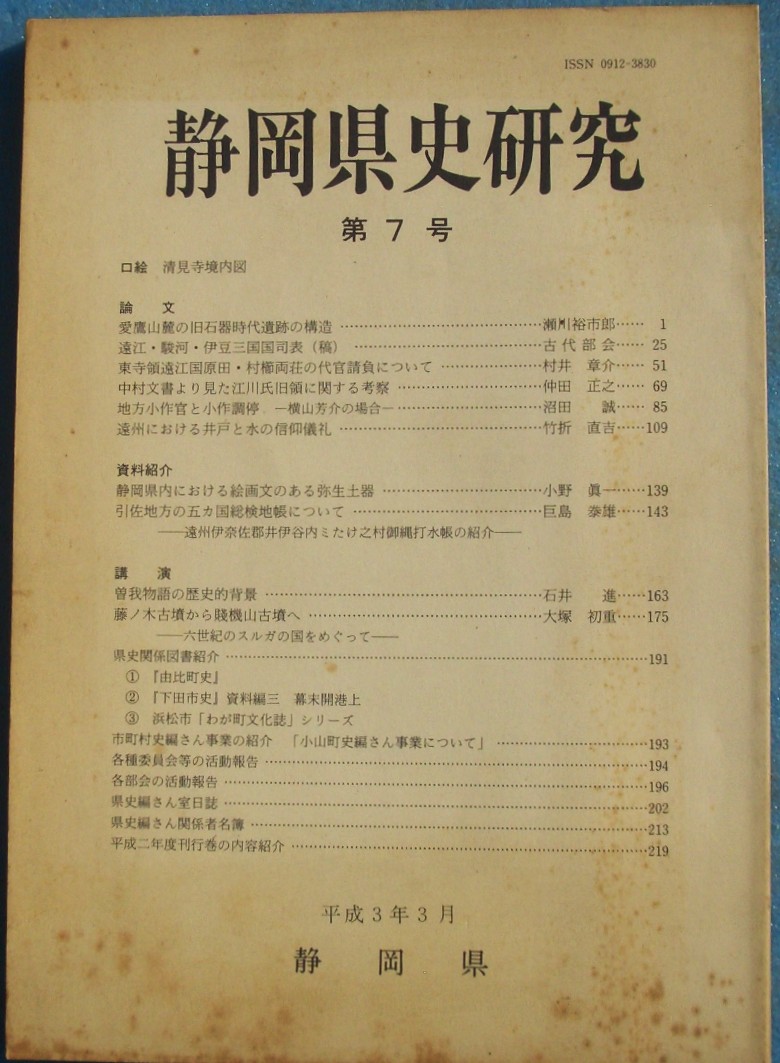 ISSN 0912-3830
静岡県史研究
第7号
口絵 清見寺境内図
論文
愛鷹山麓の旧石器時代遺跡の構造……瀬川裕市郎……1
遠江・駿河・伊豆三国国司表(稿)……古代部会……25
東寺領遠江国原田・村櫛両荘の代官請負について……村井 章介……51
中村文書より見た江川氏旧領に関する考察……仲田 正之……69
地方小作官と小作調停 ―横山芳介の場合―……沼田 誠……85
遠州における井戸と水の信仰儀礼……竹折 直吉……109
資料紹介
静岡県内における絵画文のある弥生土器……小野 眞一……139
引佐地方の五カ国総検地帳について……巨島 泰雄……143
――遠州伊奈佐郡井伊谷内ミたけ之村御縄打水帳の紹介――
講演
曽我物語の歴史的背景……石井 進……163
藤ノ木古墳から賤機山古墳へ……大塚 初重……175
――六世紀のスルガの国をめぐって――
県史関係図書紹介……191
① 『由比町史』
② 『下田市史』資料編三 幕末開港上
③ 浜松市「わが町文化誌」シリーズ
市町村史編さん事業の紹介 「小山町史編さん事業について」……193
各種委員会等の活動報告……194
各部会の活動報告……196
県史編さん室日誌……202
県史編さん関係者名簿……213
平成二年度刊行巻の内容紹介……219
平成3年3月
静岡県